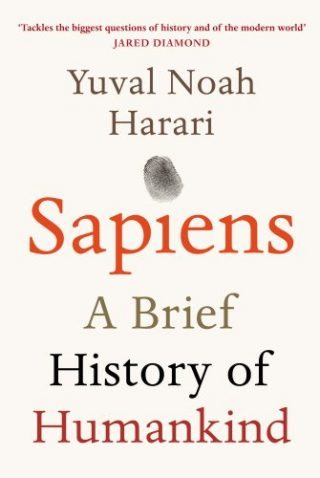 ‘Tackles the biggest questions of history and of the modern world’
JARED DIAMOND
Yuval Noah
Harari
Sapiens
A Brief
History of
Humankind